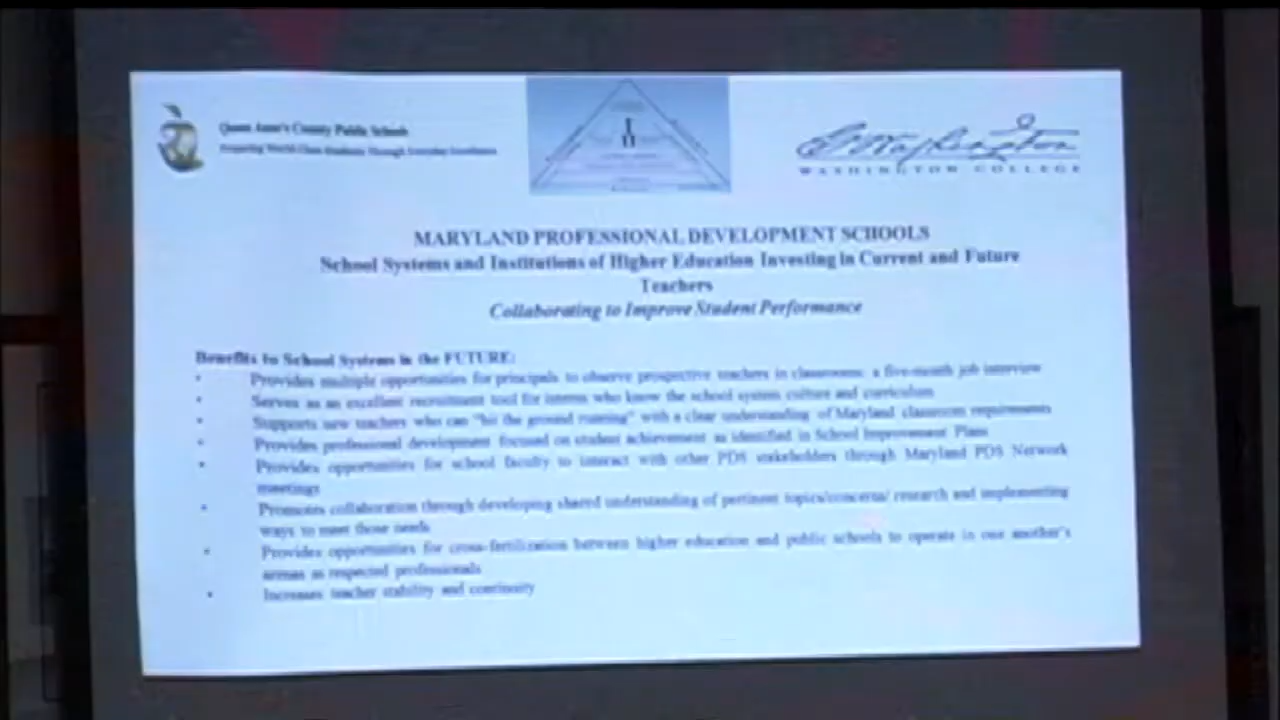 Queen Anne's County Public Schools
Preparing World-Class Students Through Everyday Excellence
WASHINGTON COLLEGE
MARYLAND PROFESSIONAL DEVELOPMENT SCHOOLS
School Systems and Institutions of Higher Education Investing in Current and Future
Teachers
Collaborating to Improve Student Performance
Benefits to School Systems in the FUTURE:
• Provides multiple opportunities for principals to observe prospective teachers in classrooms: a five-month job interview
• Serves as an excellent recruitment tool for interns who know the school system culture and curriculum
• Supports new teachers who can "hit the ground running" with a clear understanding of Maryland classroom requirements
• Provides professional development focused on student achievement as identified in School Improvement Plans
• Provides opportunities for school faculty to interact with other PDS stakeholders through Maryland PDS Network
meetings
• Promotes collaboration through developing shared understanding of pertinent topics/concerns/ research and implementing
ways to meet those needs
• Provides opportunities for cross-fertilization between higher education and public schools to operate in one another's
arenas as respected professionals
• Increases teacher stability and continuity